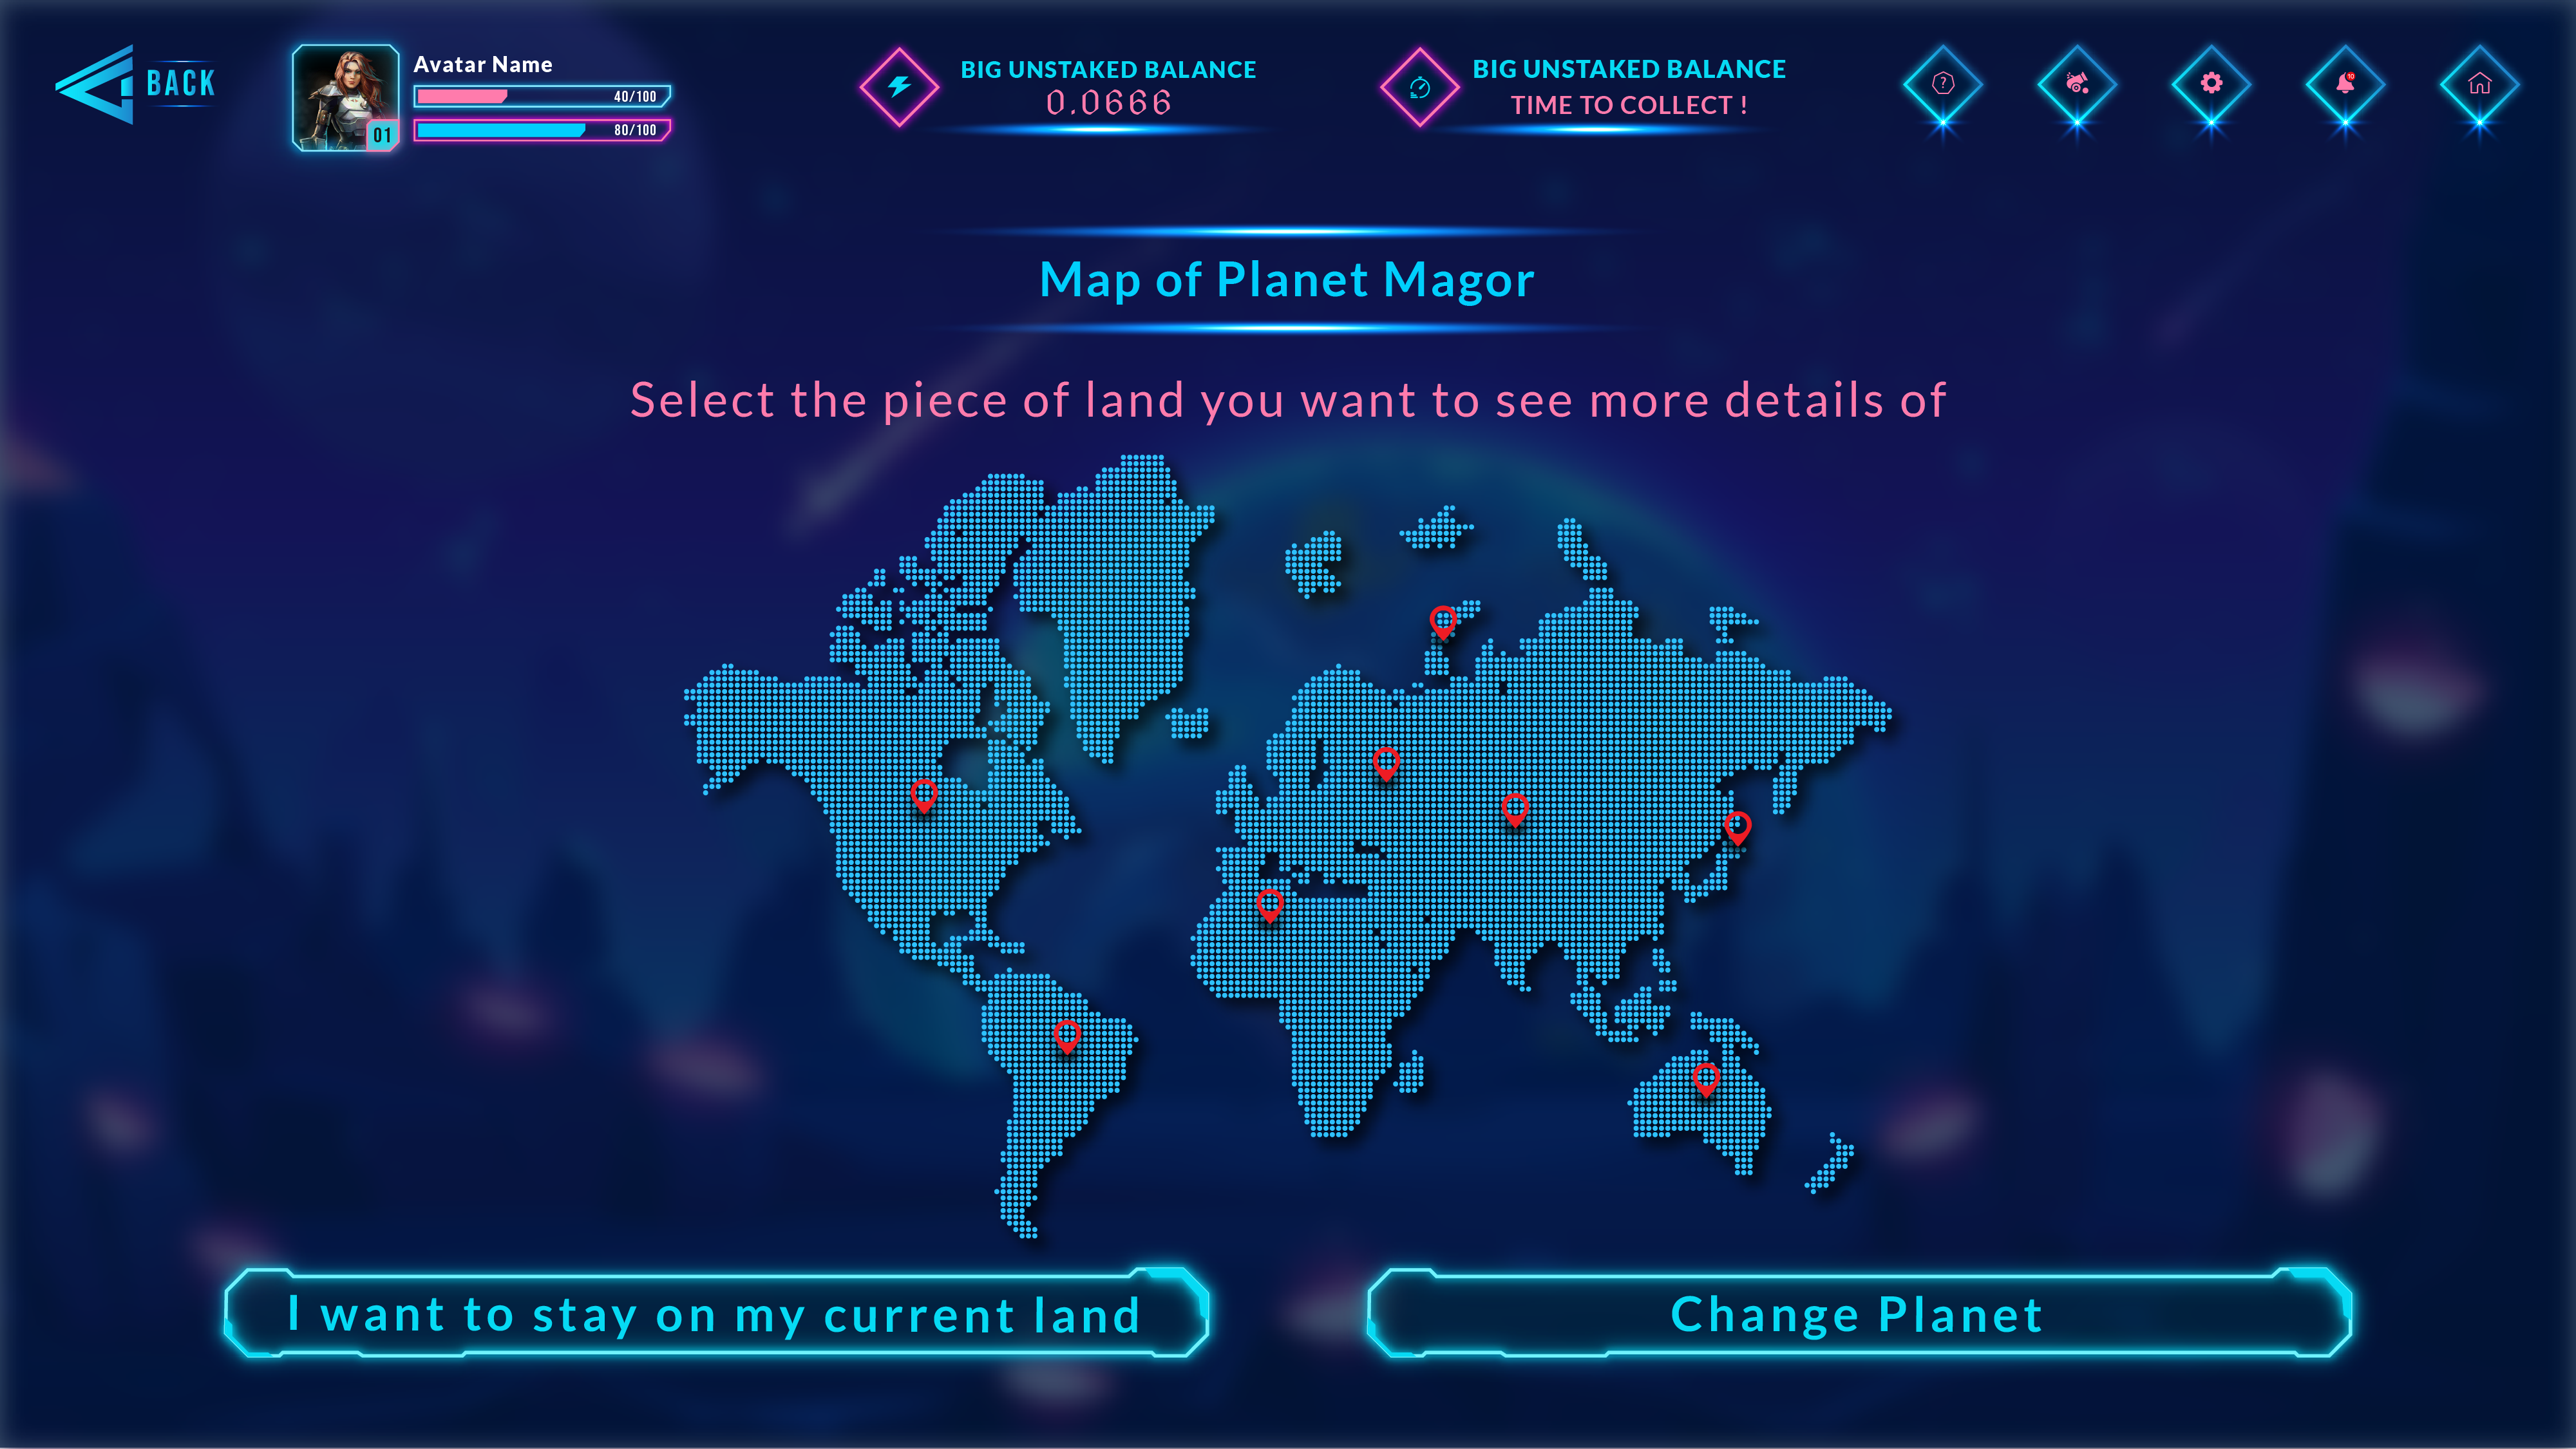 BACK
Avatar Name
40/100
80/100
01
BIG UNSTAKED BALANCE
0.0666
BIG UNSTAKED BALANCE
TIME TO COLLECT !
?
10
Map of Planet Magor
Select the piece of land you want to see more details of
I want to stay on my current land
Change Planet